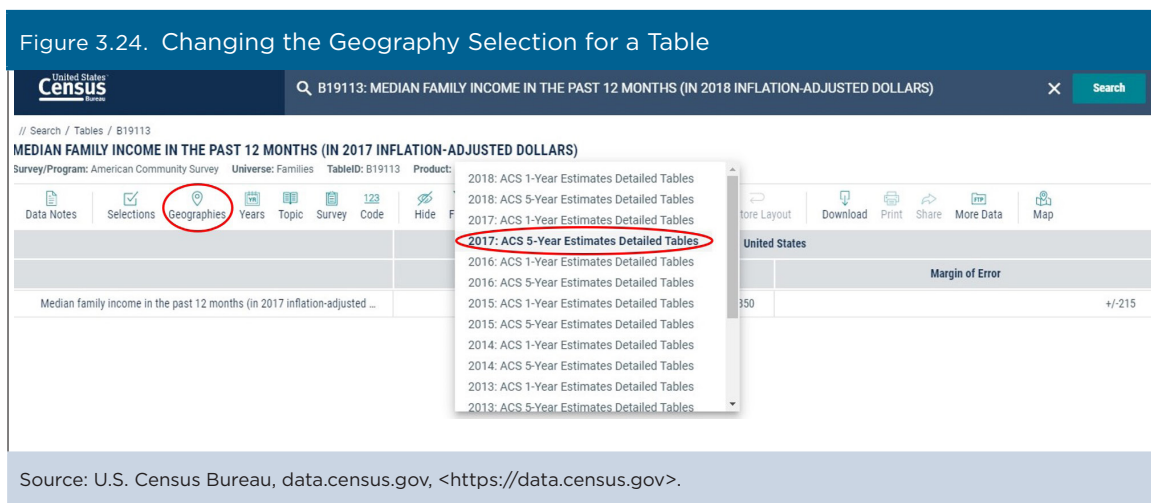 Figure 3.24. Changing the Geography Selection for a Table
United States®
Census
Bureau
B19113: MEDIAN FAMILY INCOME IN THE PAST 12 MONTHS (IN 2018 INFLATION-ADJUSTED DOLLARS)
Search
// Search / Tables / B19113
MEDIAN FAMILY INCOME IN THE PAST 12 MONTHS (IN 2017 INFLATION-ADJUSTED DOLLARS)
Survey/Program: American Community Survey Universe: Families TableID: B19113 Product:
2018: ACS 1-Year Estimates Detailed Tables
2018: ACS 5-Year Estimates Detailed Tables
2017: ACS 1-Year Estimates Detailed Tables
2017: ACS 5-Year Estimates Detailed Tables
2016: ACS 1-Year Estimates Detailed Tables
2016: ACS 5-Year Estimates Detailed Tables
2015: ACS 1-Year Estimates Detailed Tables
2015: ACS 5-Year Estimates Detailed Tables
2014: ACS 1-Year Estimates Detailed Tables
2014: ACS 5-Year Estimates Detailed Tables
2013: ACS 1-Year Estimates Detailed Tables
2013: ACS 5-Year Estimates Detailed Tables
YR 123 FTP
Data Notes Selections Geographies Years Topic Survey Code Hide F tore Layout Download Print Share More Data Map
United States
Margin of Error
Median family income in the past 12 months (in 2017 inflation-adjusted ... 350 +/-215
Source: U.S. Census Bureau, data.census.gov, <https://data.census.gov>.